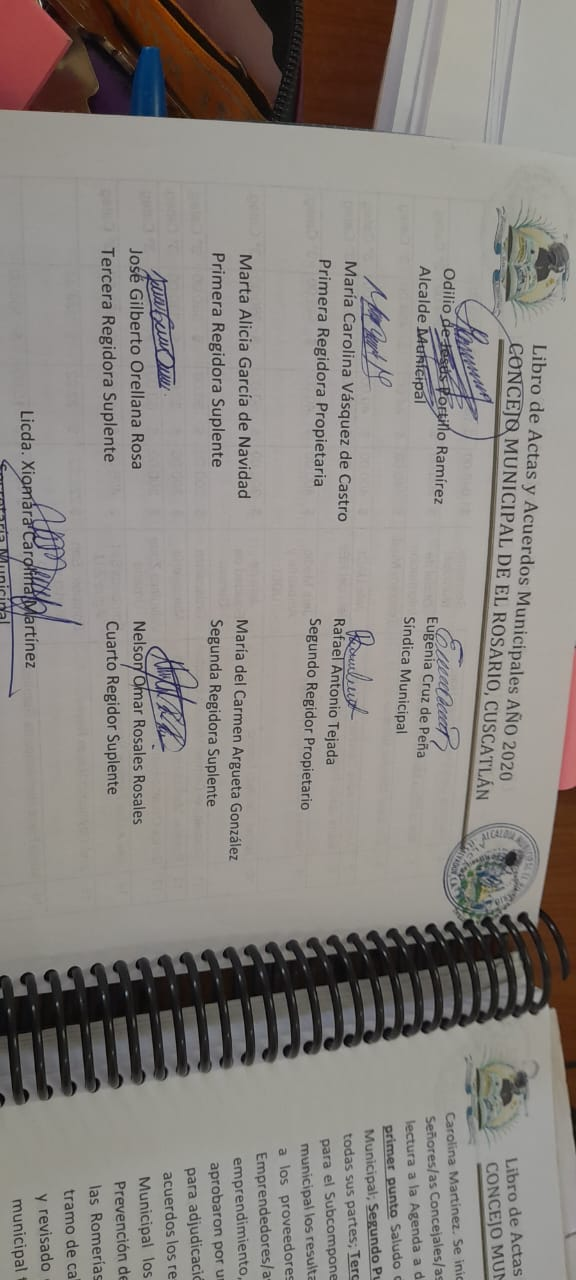 Libro de Actas y Acuerdos Municipales AÑO 2020
CONCEJO MUNICIPAL DE EL ROSARIO, CUSCATLÁN
Odilio de Jesús Portillo Ramírez
Alcalde Municipal
Eugenia Cruz de Peña
Síndica Municipal
María Carolina Vásquez de Castro
Primera Regidora Propietaria
Rafael Antonio Tejada
Segundo Regidor Propietario
Marta Alicia García de Navidad
Primera Regidora Suplente
María del Carmen Argueta González
Segunda Regidora Suplente
José Gilberto Orellana Rosa
Tercera Regidora Suplente
Nelson Omar Rosales Rosales
Cuarto Regidor Suplente
Licda. Xiomara Carolina Martínez
Secretaria Municipal
Libro de Actas
CONCEJO MUN
Carolina Martínez. Se ini
Señores/as Concejales/as
lectura a la Agenda a d
primer punto Saludo
Municipal; Segundo P
todas sus partes; Terc
para el Subcompone
municipal los resulta
a los proveedores
Emprendedores/a
emprendimiento,
aprobaron por u
para adjudicació
acuerdos los re
Municipal los
Prevención de
las Romerías
tramo de ca
y revisado
municipal